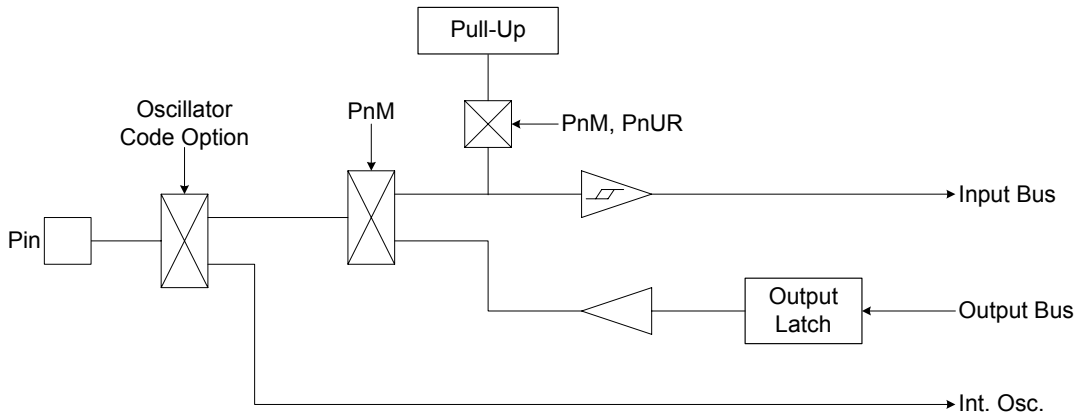 Pull-Up
Oscillator
Code Option
PnM
PnM, PnUR
Pin
Input Bus
Output
Latch
Output Bus
Int. Osc.